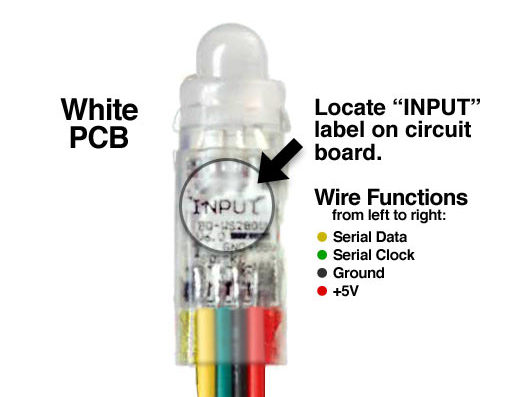 White
PCB
Locate “INPUT”
label on circuit
board.
INPUT
Wire Functions
from left to right:
Serial Data
Serial Clock
Ground
+5V